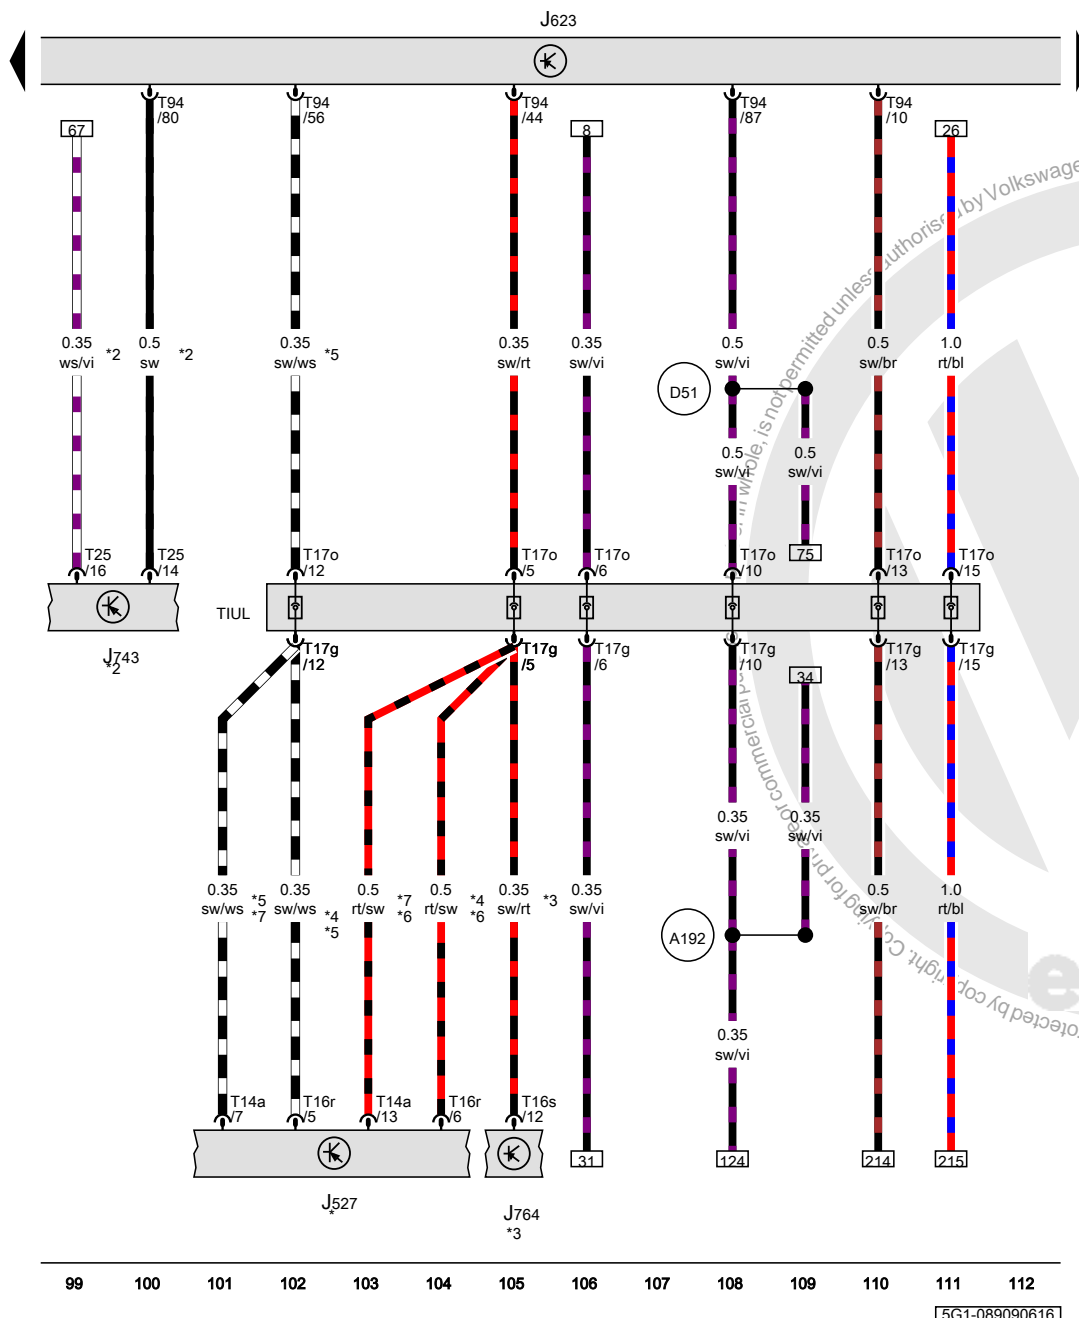 J623
T94 /80
T94 /56
T94 /44
T94 /87
T94 /10
67
8
26
0.35 ws/vi *2
0.5 sw *2
0.35 sw/ws *5
0.35 sw/rt
0.35 sw/vi
0.5 sw/vi
0.5 sw/br
1.0 rt/bl
D51
0.5 sw/vi
0.5 sw/vi
75
T25 /16
T25 /14
T17o /12
T17o /5
T17o /6
T17o /10
T17o /13
T17o /15
TIUL
J743
*2
T17g /12
T17g /5
T17g /6
T17g /10
T17g /13
T17g /15
34
0.35 sw/vi
0.35 sw/vi
0.35 sw/ws *5 *7
0.35 sw/ws *4 *5
0.5 rt/sw *7 *6
0.5 rt/sw *4 *6
0.35 sw/rt *3
0.35 sw/vi
0.5 sw/br
1.0 rt/bl
A192
0.35 sw/vi
T14a /7
T16r /5
T14a /13
T16r /6
T16s /12
31
124
214
215
J527
*
J764
*3
99 100 101 102 103 104 105 106 107 108 109 110 111 112
5G1-089090616